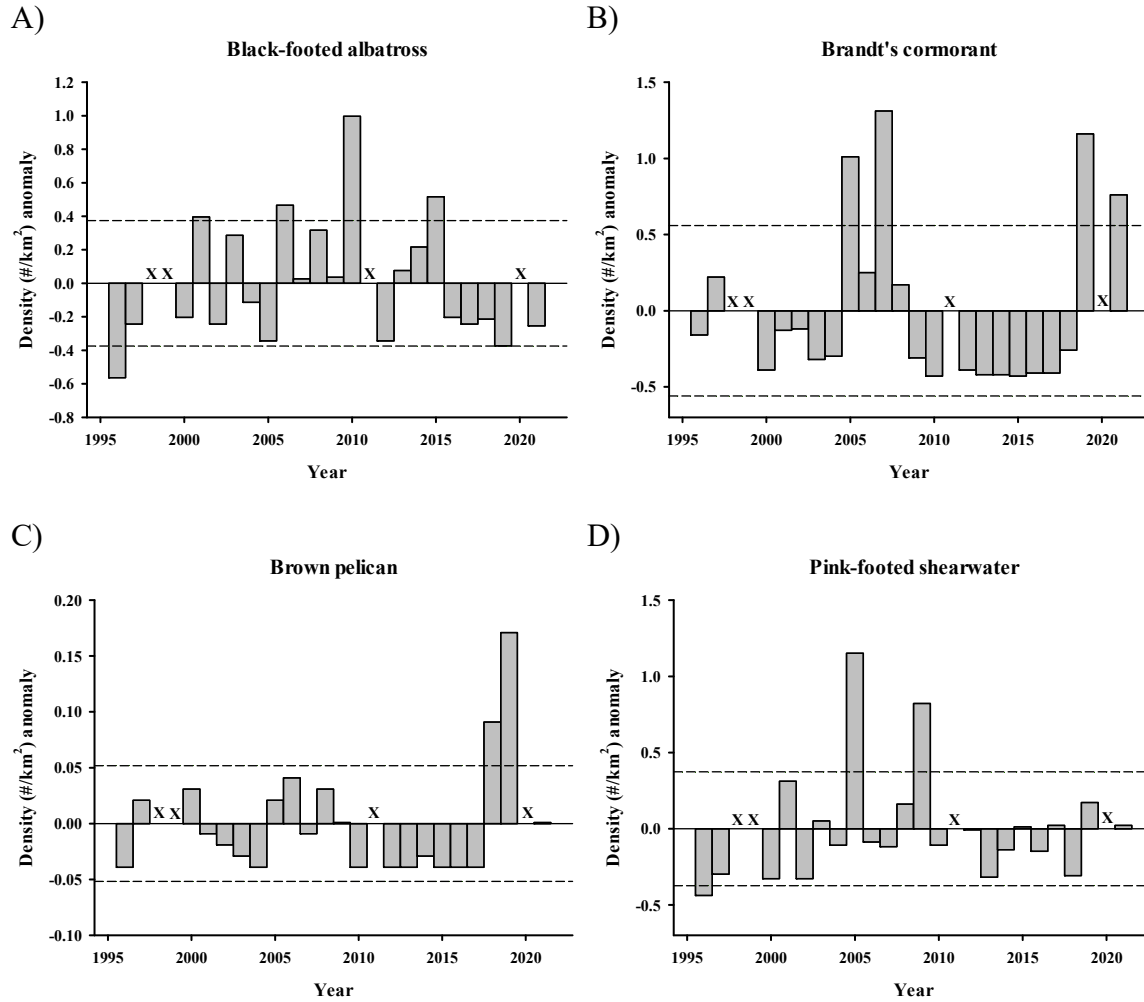 A)
Black-footed albatross
Density (#/km²) anomaly
1.2
1.0
0.8
0.6
0.4
0.2
0.0
-0.2
-0.4
-0.6
-0.8
X X X X
1995 2000 2005 2010 2015 2020
Year
B)
Brandt's cormorant
Density (#/km²) anomaly
1.5
1.0
0.5
0.0
-0.5
X X X X
1995 2000 2005 2010 2015 2020
Year
C)
Brown pelican
Density (#/km²) anomaly
0.20
0.15
0.10
0.05
0.00
-0.05
-0.10
X X X X
1995 2000 2005 2010 2015 2020
Year
D)
Pink-footed shearwater
Density (#/km²) anomaly
1.5
1.0
0.5
0.0
-0.5
X X X X
1995 2000 2005 2010 2015 2020
Year